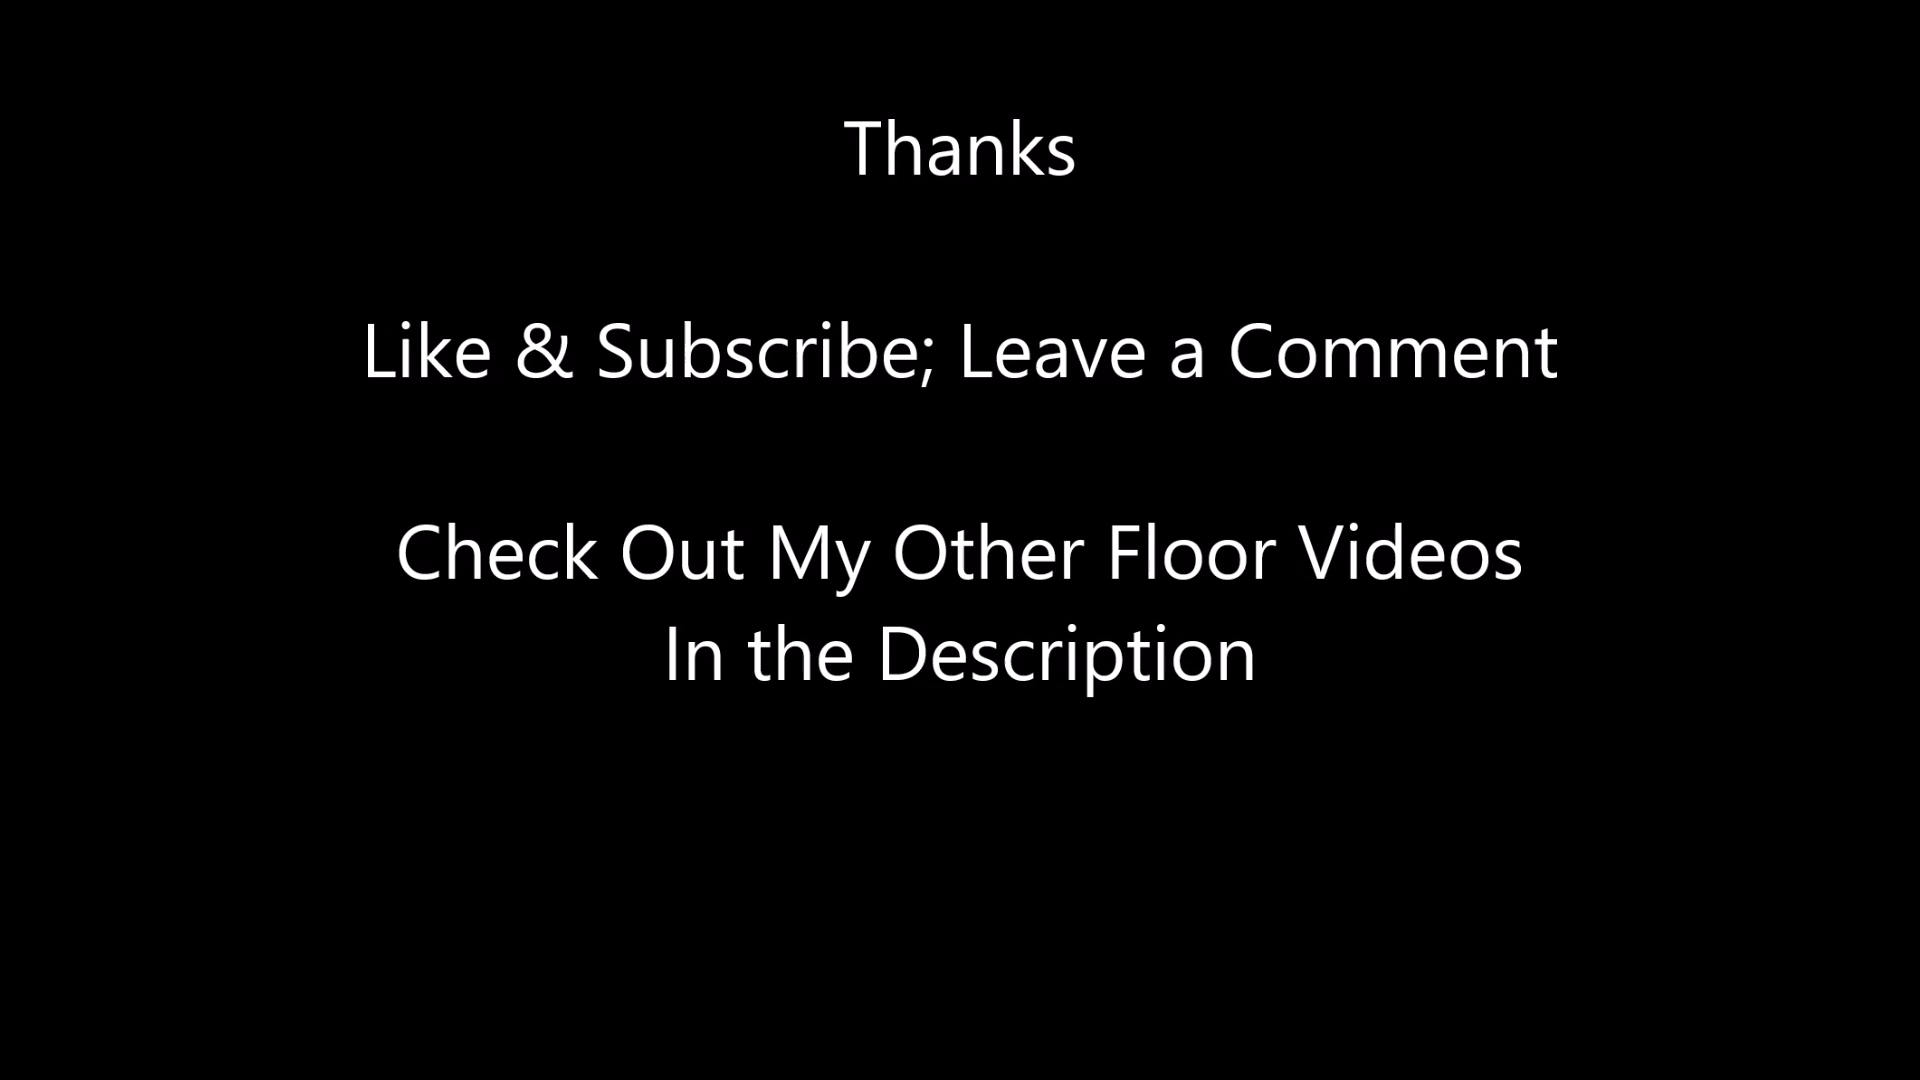 Thanks
Like & Subscribe; Leave a Comment
Check Out My Other Floor Videos
In the Description